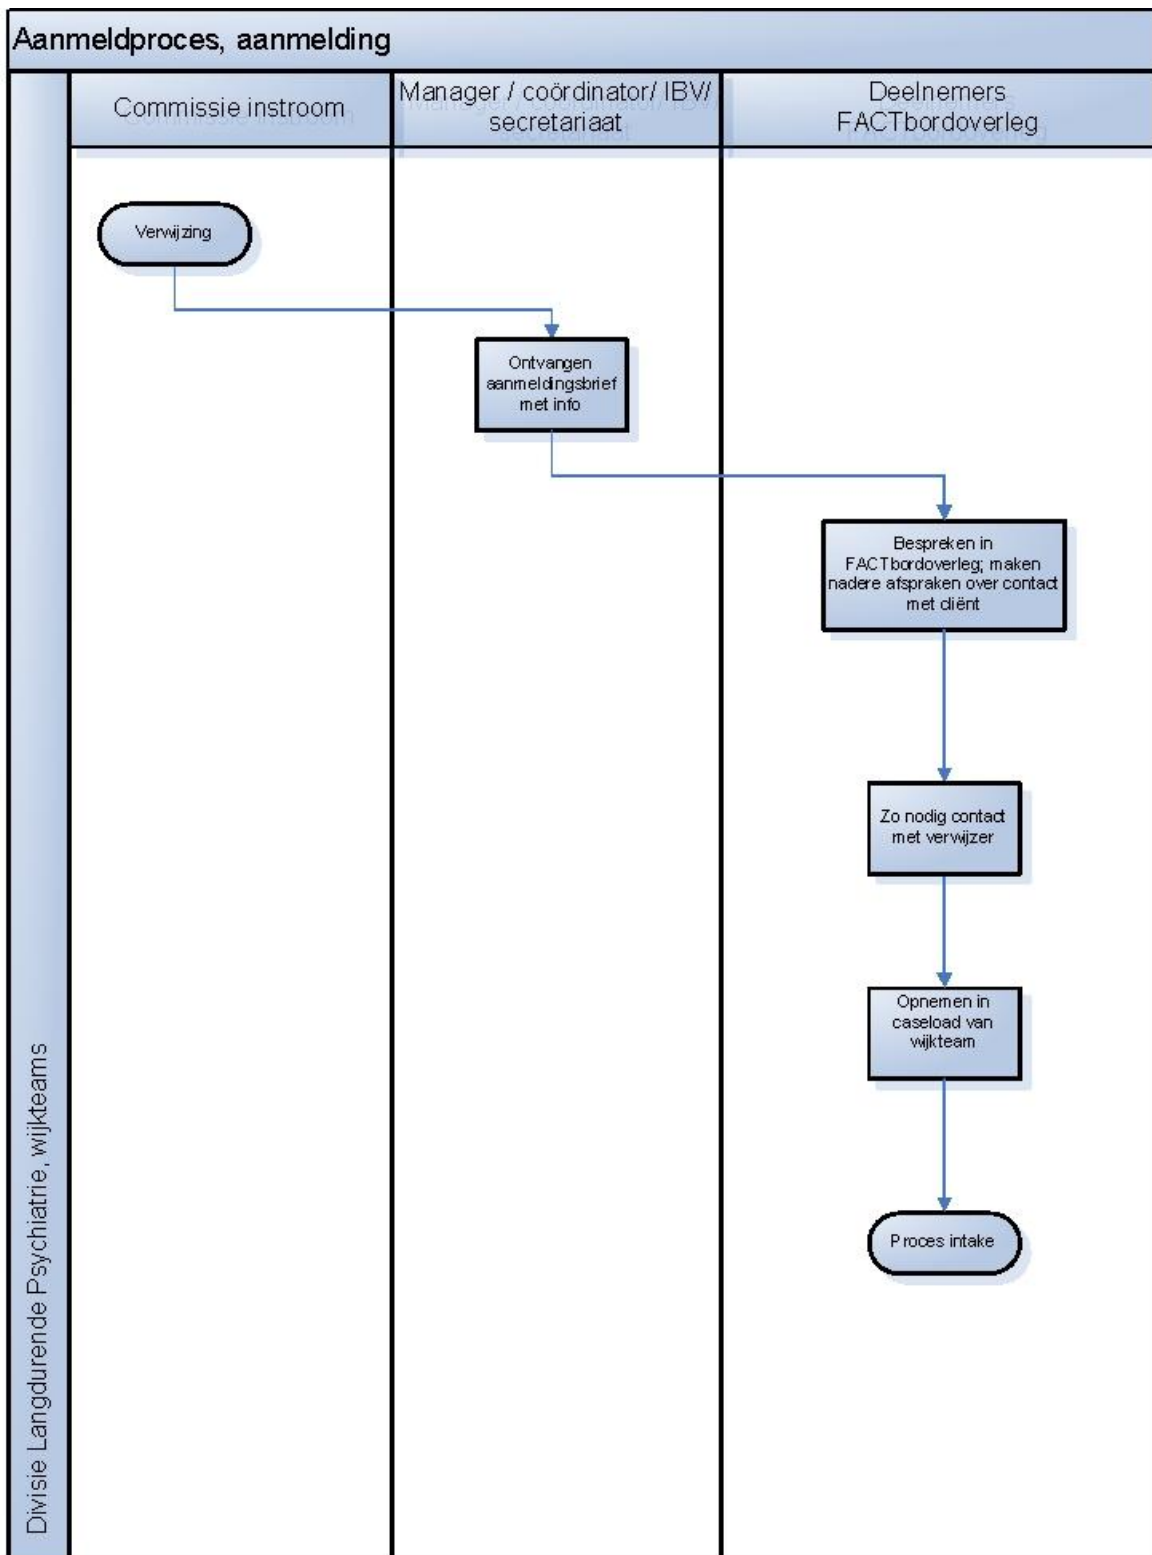 Aanmeldproces, aanmelding
Commissie instroom
Manager / coördinator/ IBV/
secretariaat
Deelnemers
FACTbordoverleg
Verwijzing
Ontvangen
aanmeldingsbrief
met info
Bespreken in
FACTbordoverleg; maken
nadere afspraken over contact
met cliënt
Zo nodig contact
met verwijzer
Opnemen in
caseload van
wijkteam
Proces intake
Divisie Langdurende Psychiatrie, wijkteams